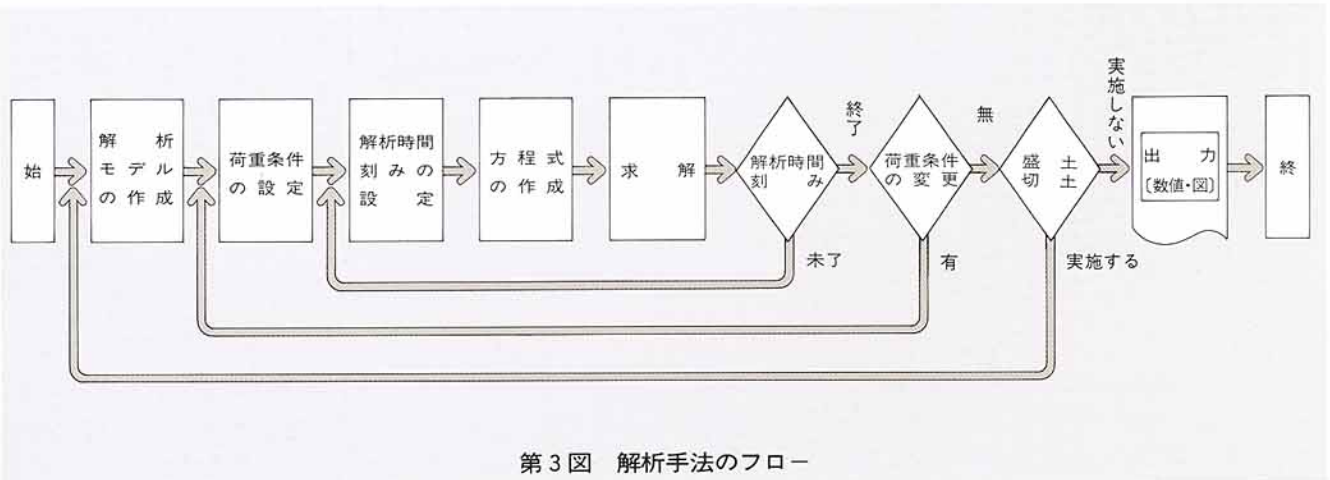 始
解析
モデル
の作成
荷重条件
の設定
解析時間
刻みの
設定
方程式
の作成
求解
解析時間
刻み
終了
未了
荷重条件
の変更
無
有
盛土
切土
実施しない
実施する
出力
〔数値・図〕
終
第3図 解析手法のフロー